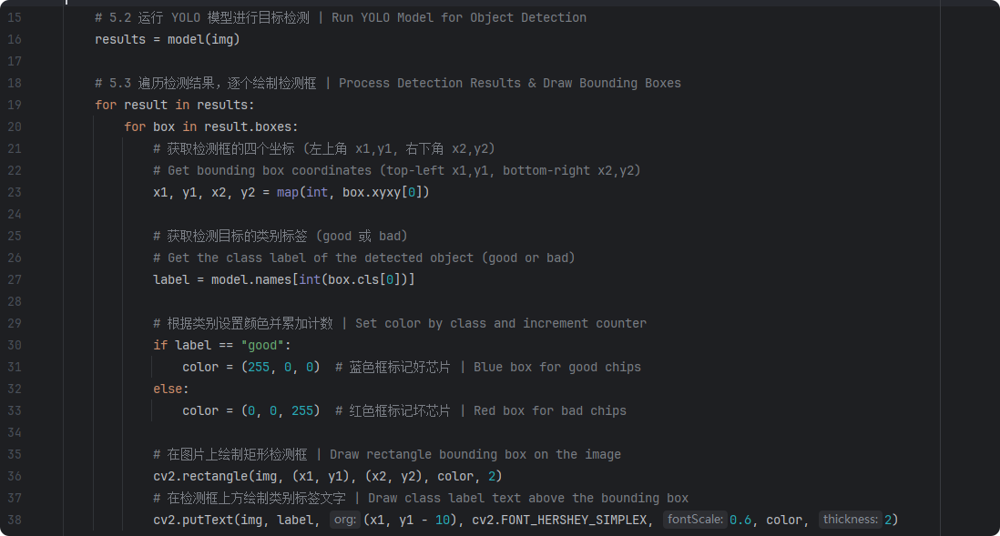 15 # 5.2 运行 YOLO 模型进行目标检测 | Run YOLO Model for Object Detection
16 results = model(img)
17
18 # 5.3 遍历检测结果，逐个绘制检测框 | Process Detection Results & Draw Bounding Boxes
19 for result in results:
20 for box in result.boxes:
21 # 获取检测框的四个坐标 (左上角 x1,y1, 右下角 x2,y2)
22 # Get bounding box coordinates (top-left x1,y1, bottom-right x2,y2)
23 x1, y1, x2, y2 = map(int, box.xyxy[0])
24
25 # 获取检测目标的类别标签 (good 或 bad)
26 # Get the class label of the detected object (good or bad)
27 label = model.names[int(box.cls[0])]
28
29 # 根据类别设置颜色并累加计数 | Set color by class and increment counter
30 if label == "good":
31 color = (255, 0, 0)  # 蓝色框标记好芯片 | Blue box for good chips
32 else:
33 color = (0, 0, 255)  # 红色框标记坏芯片 | Red box for bad chips
34
35 # 在图片上绘制矩形检测框 | Draw rectangle bounding box on the image
36 cv2.rectangle(img, (x1, y1), (x2, y2), color, 2)
37 # 在检测框上方绘制类别标签文字 | Draw class label text above the bounding box
38 cv2.putText(img, label, org: (x1, y1 - 10), cv2.FONT_HERSHEY_SIMPLEX, fontScale: 0.6, color, thickness: 2)